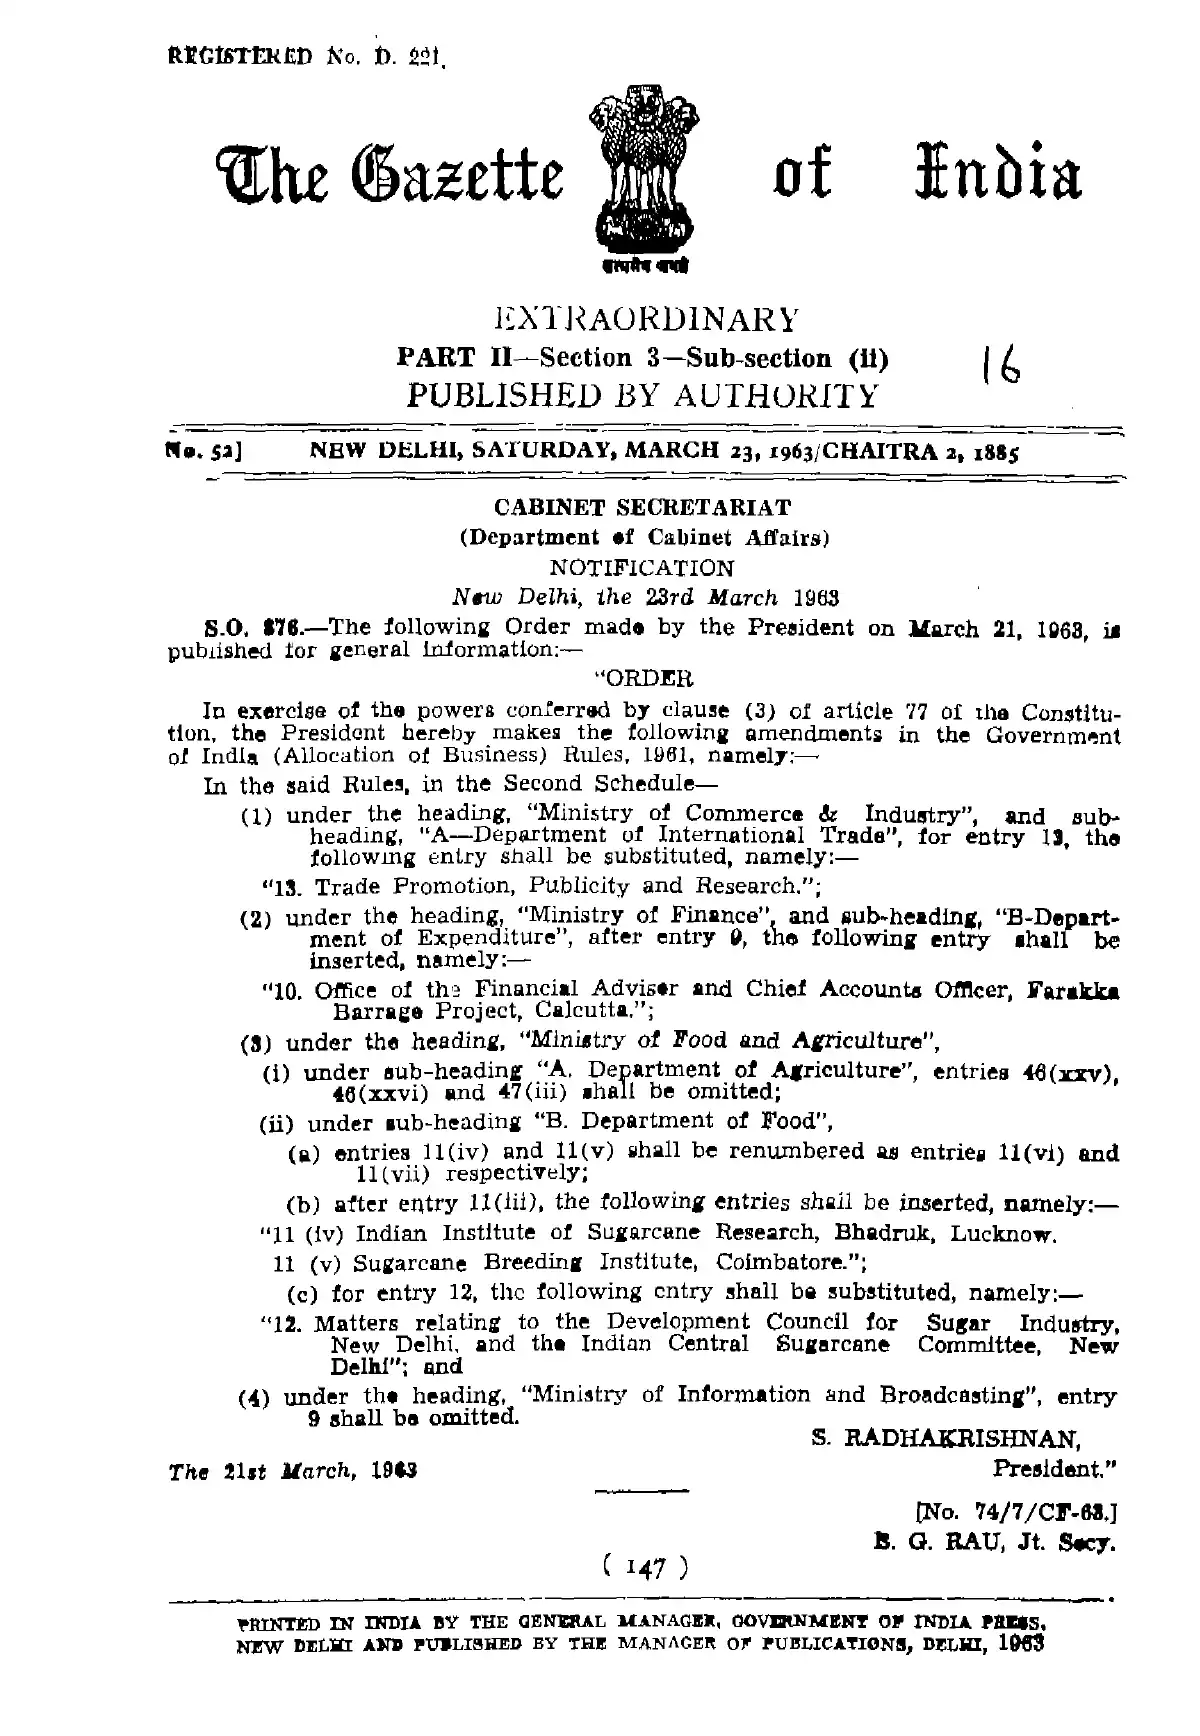 REGISTERED No. D. 221.
The Gazette of India
सत्यमेव जयते
EXTRAORDINARY
PART II—Section 3—Sub-section (ii)
16
PUBLISHED BY AUTHORITY
No. 52] NEW DELHI, SATURDAY, MARCH 23, 1963/CHAITRA 2, 1885
CABINET SECRETARIAT
(Department of Cabinet Affairs)
NOTIFICATION
New Delhi, the 23rd March 1963
S.O. 876.—The following Order made by the President on March 21, 1963, is
published for general information:—
"ORDER
In exercise of the powers conferred by clause (3) of article 77 of the Constitu-
tion, the President hereby makes the following amendments in the Government
of India (Allocation of Business) Rules, 1961, namely:—
In the said Rules, in the Second Schedule—
(1) under the heading, "Ministry of Commerce & Industry", and sub-
heading, "A—Department of International Trade", for entry 13, the
following entry shall be substituted, namely:—
"13. Trade Promotion, Publicity and Research.";
(2) under the heading, "Ministry of Finance", and sub-heading, "B-Depart-
ment of Expenditure", after entry 9, the following entry shall be
inserted, namely:—
"10. Office of the Financial Adviser and Chief Accounts Officer, Farakka
Barrage Project, Calcutta.";
(3) under the heading, "Ministry of Food and Agriculture",
(i) under sub-heading "A. Department of Agriculture", entries 46(xxv),
46(xxvi) and 47(iii) shall be omitted;
(ii) under sub-heading "B. Department of Food",
(a) entries 11(iv) and 11(v) shall be renumbered as entries 11(vi) and
11(vii) respectively;
(b) after entry 11(iii), the following entries shall be inserted, namely:—
"11 (iv) Indian Institute of Sugarcane Research, Bhadruk, Lucknow.
11 (v) Sugarcane Breeding Institute, Coimbatore.";
(c) for entry 12, the following entry shall be substituted, namely:—
"12. Matters relating to the Development Council for Sugar Industry,
New Delhi, and the Indian Central Sugarcane Committee, New
Delhi"; and
(4) under the heading, "Ministry of Information and Broadcasting", entry
9 shall be omitted.
S. RADHAKRISHNAN,
The 21st March, 1963 President."
[No. 74/7/CF-63.]
B. G. RAU, Jt. Secy.
( 147 )
PRINTED IN INDIA BY THE GENERAL MANAGER, GOVERNMENT OF INDIA PRESS,
NEW DELHI AND PUBLISHED BY THE MANAGER OF PUBLICATIONS, DELHI, 1963